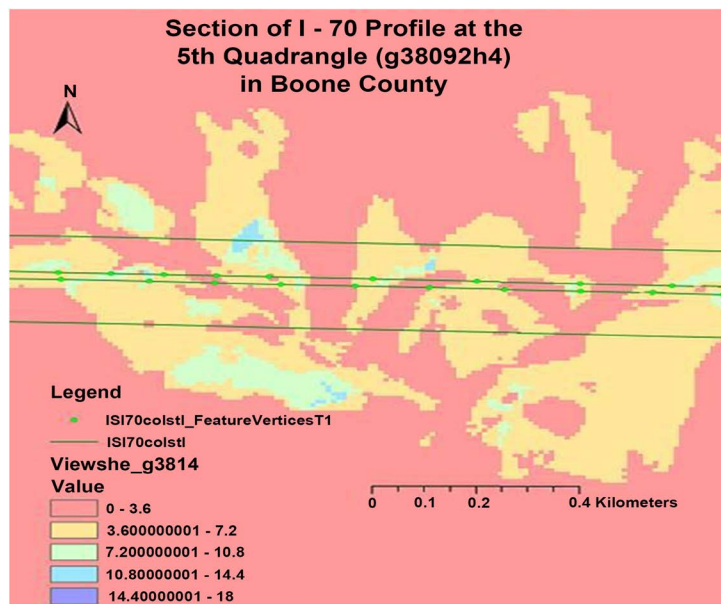 Section of I - 70 Profile at the
5th Quadrangle (g38092h4)
in Boone County
N
Legend
ISI70colstl_FeatureVerticesT1
ISI70colstl
Viewshe_g3814
Value
0 - 3.6
3.600000001 - 7.2
7.200000001 - 10.8
10.80000001 - 14.4
14.40000001 - 18
0 0.1 0.2 0.4 Kilometers